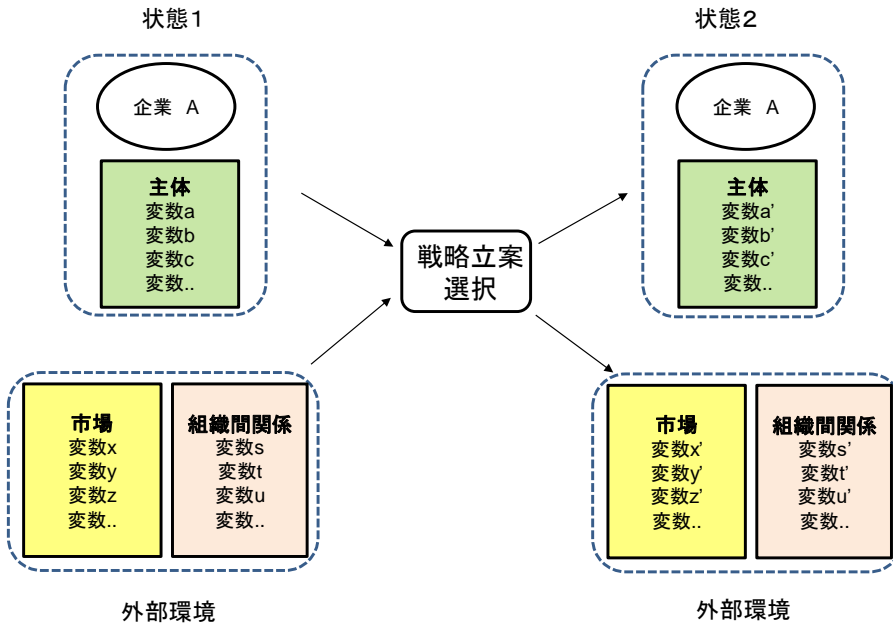 状態1
状態2
企業 A
主体
変数a
変数b
変数c
変数..
市場
変数x
変数y
変数z
変数..
組織間関係
変数s
変数t
変数u
変数..
外部環境
戦略立案
選択
企業 A
主体
変数a’
変数b’
変数c’
変数..
市場
変数x’
変数y’
変数z’
変数..
組織間関係
変数s’
変数t’
変数u’
変数..
外部環境